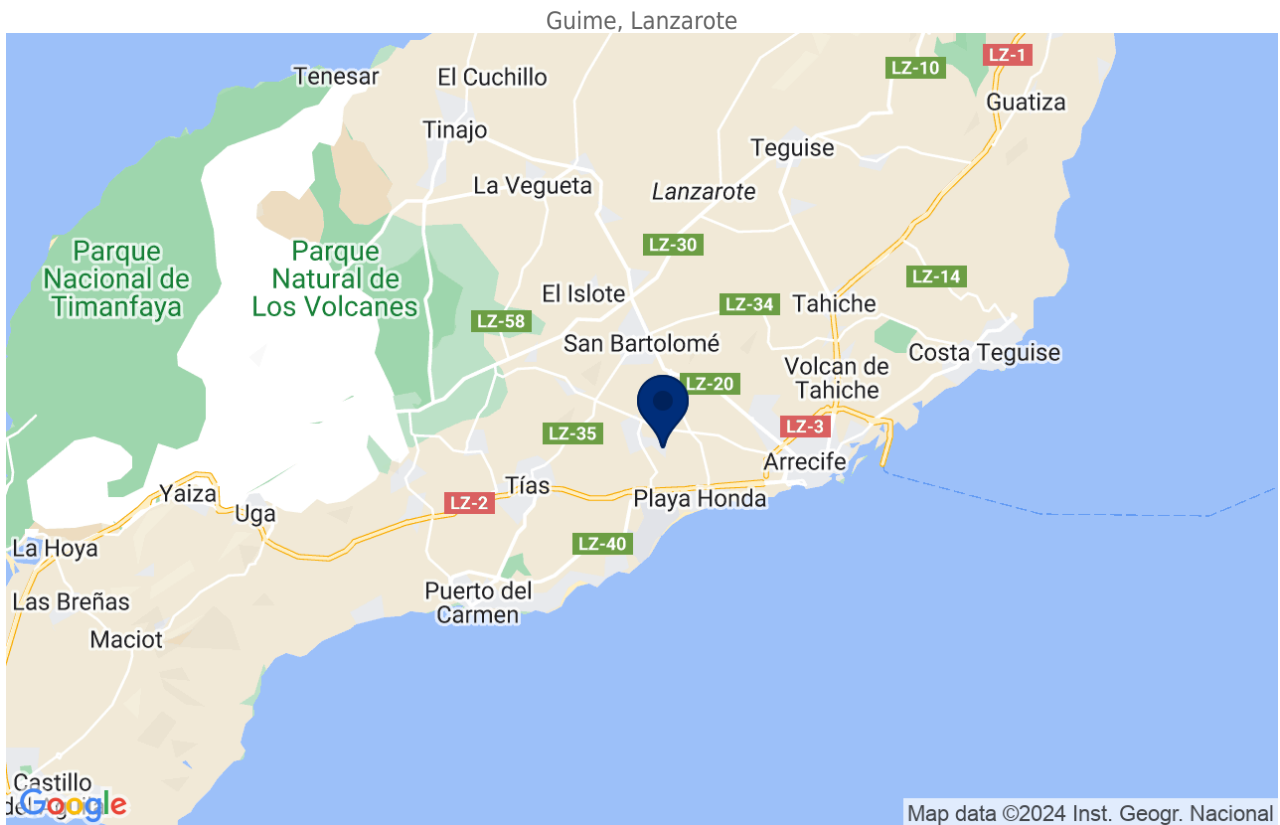 Guime, Lanzarote
LZ-1
LZ-10
Tenesar
El Cuchillo
Guatiza
Tinajo
Teguise
La Vegueta
Lanzarote
LZ-30
Parque
Nacional de
Timanfaya
Parque
Natural de
Los Volcanes
LZ-14
El Islote
LZ-34
Tahiche
LZ-58
San Bartolomé
Costa Teguise
Volcan de
Tahiche
LZ-20
LZ-35
LZ-3
Arrecife
Tías
Yaiza
LZ-2
Playa Honda
Uga
LZ-40
La Hoya
Puerto del
Carmen
Las Breñas
Maciot
Castillo
del
Google
Map data ©2024 Inst. Geogr. Nacional